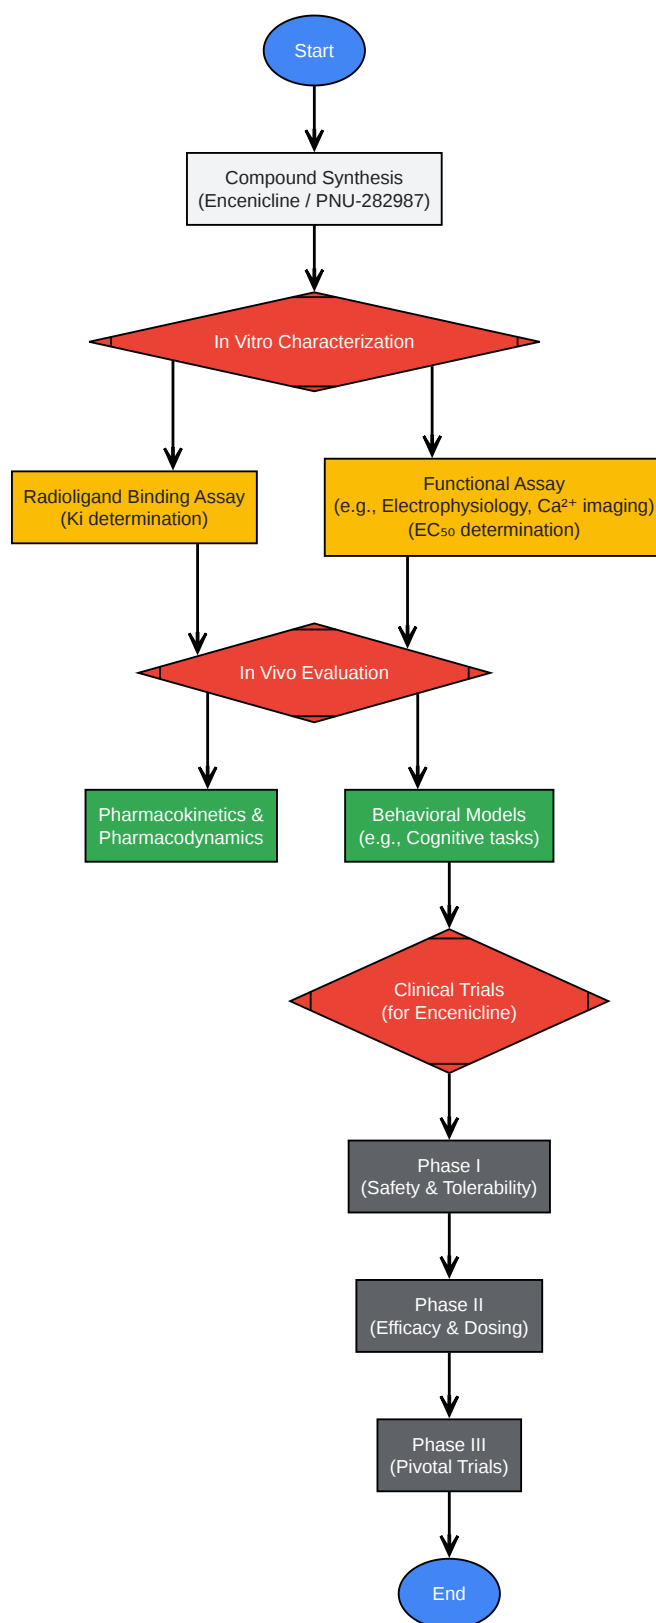 Start
Compound Synthesis
(Encenicline / PNU-282987)
In Vitro Characterization
Radioligand Binding Assay
(Ki determination)
Functional Assay
(e.g., Electrophysiology, Ca²⁺ imaging)
(EC₅₀ determination)
In Vivo Evaluation
Pharmacokinetics &
Pharmacodynamics
Behavioral Models
(e.g., Cognitive tasks)
Clinical Trials
(for Encenicline)
Phase I
(Safety & Tolerability)
Phase II
(Efficacy & Dosing)
Phase III
(Pivotal Trials)
End